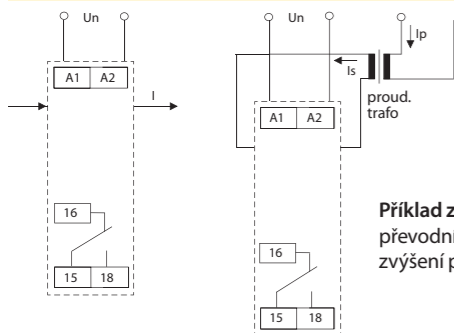 Un
A1 A2
I
16
15 18
Un
Ip
Is
proud.
trafo
A1 A2
16
15 18
Příklad z
převodní
zvýšení p